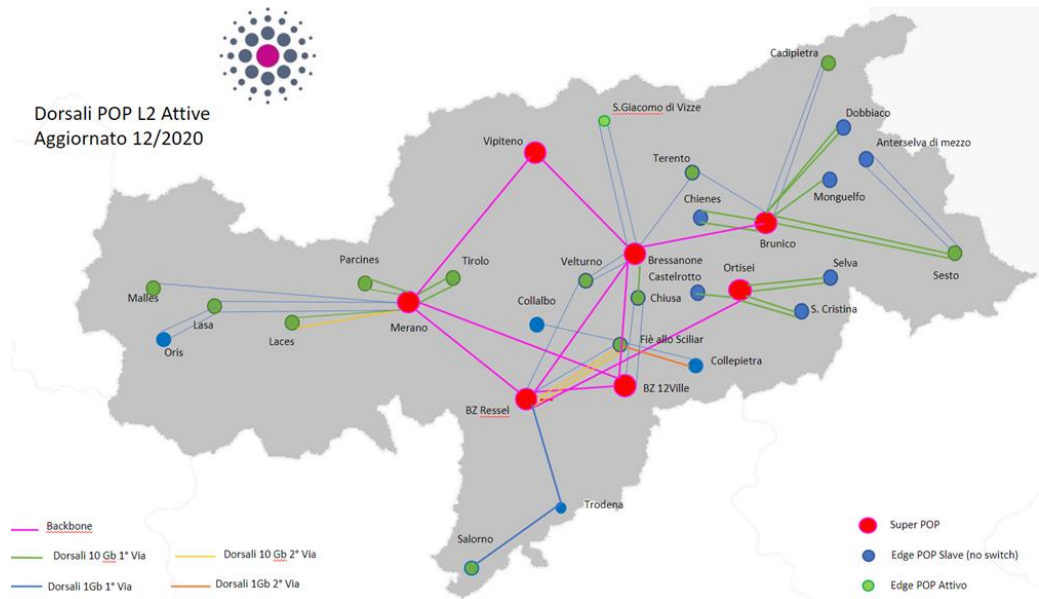 Dorsali POP L2 Attive
Aggiornato 12/2020
Cadipietra
S.Giacomo di Vizze
Dobbiaco
Vipiteno
Anterselva di mezzo
Terento
Chienes
Monguelfo
Brunico
Parcines
Tirolo
Velturno
Bressanone
Ortisei
Selva
Sesto
Castelrotto
Malles
Collalbo
Chiusa
Lasa
Merano
S. Cristina
Laces
Fiè allo Sciliar
Oris
Collepietra
BZ 12Ville
BZ Ressel
Trodena
Salorno
Backbone
Dorsali 10 Gb 1° Via
Dorsali 10 Gb 2° Via
Dorsali 1Gb 1° Via
Dorsali 1Gb 2° Via
Super POP
Edge POP Slave (no switch)
Edge POP Attivo